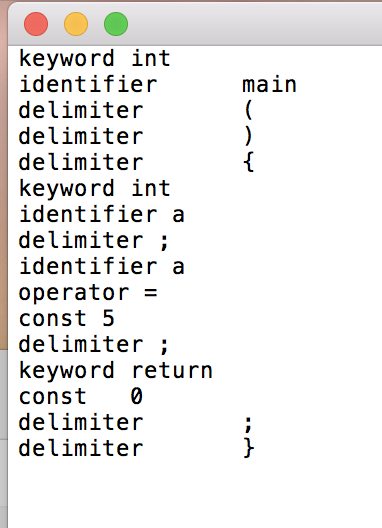 keyword int
identifier main
delimiter (
delimiter )
delimiter {
keyword int
identifier a
delimiter ;
identifier a
operator =
const 5
delimiter ;
keyword return
const 0
delimiter ;
delimiter }